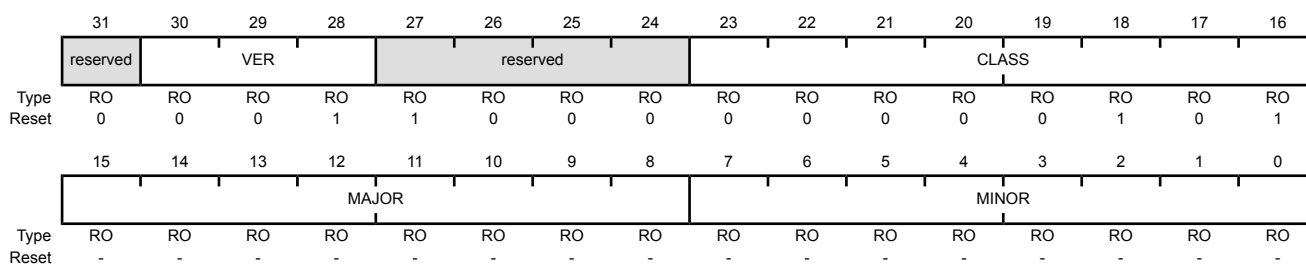 31 30 29 28 27 26 25 24 23 22 21 20 19 18 17 16
reserved VER reserved CLASS
Type RO RO RO RO RO RO RO RO RO RO RO RO RO RO RO RO
Reset 0 0 0 1 1 0 0 0 0 0 0 0 0 1 0 1
15 14 13 12 11 10 9 8 7 6 5 4 3 2 1 0
MAJOR MINOR
Type RO RO RO RO RO RO RO RO RO RO RO RO RO RO RO RO
Reset - - - - - - - - - - - - - - - -